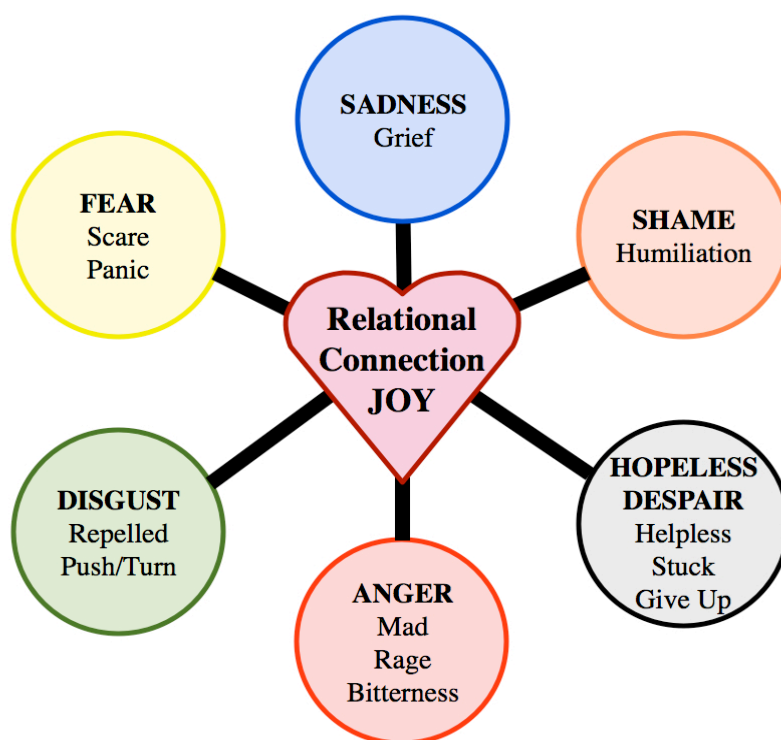 SADNESS
Grief
FEAR
Scare
Panic
SHAME
Humiliation
Relational
Connection
JOY
DISGUST
Repelled
Push/Turn
HOPELESS
DESPAIR
Helpless
Stuck
Give Up
ANGER
Mad
Rage
Bitterness